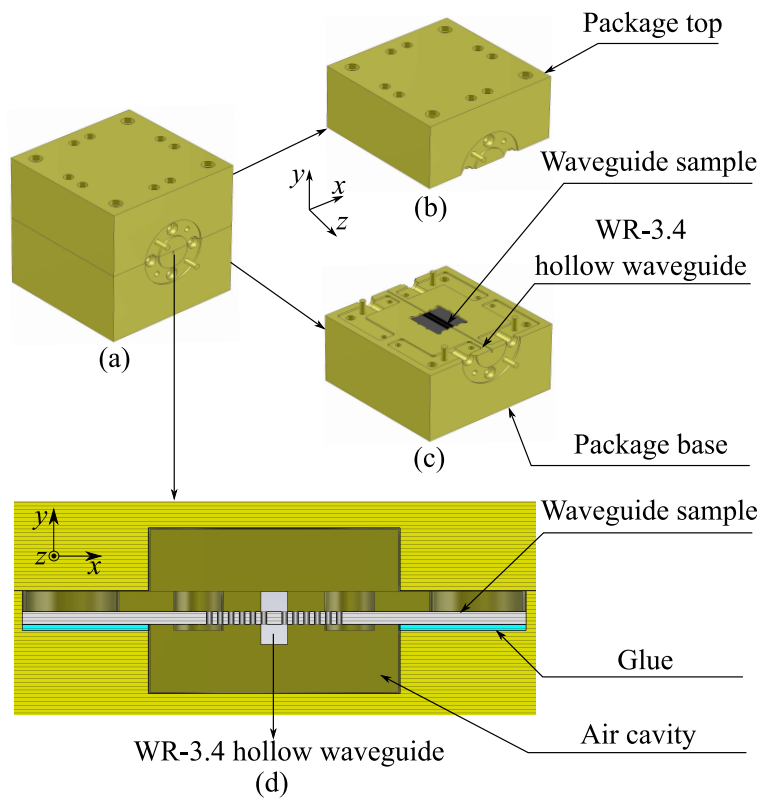 Package top
Waveguide sample
y
x
z
(b)
WR-3.4
hollow waveguide
(a)
Package base
(c)
Waveguide sample
y
z
x
Glue
Air cavity
WR-3.4 hollow waveguide
(d)